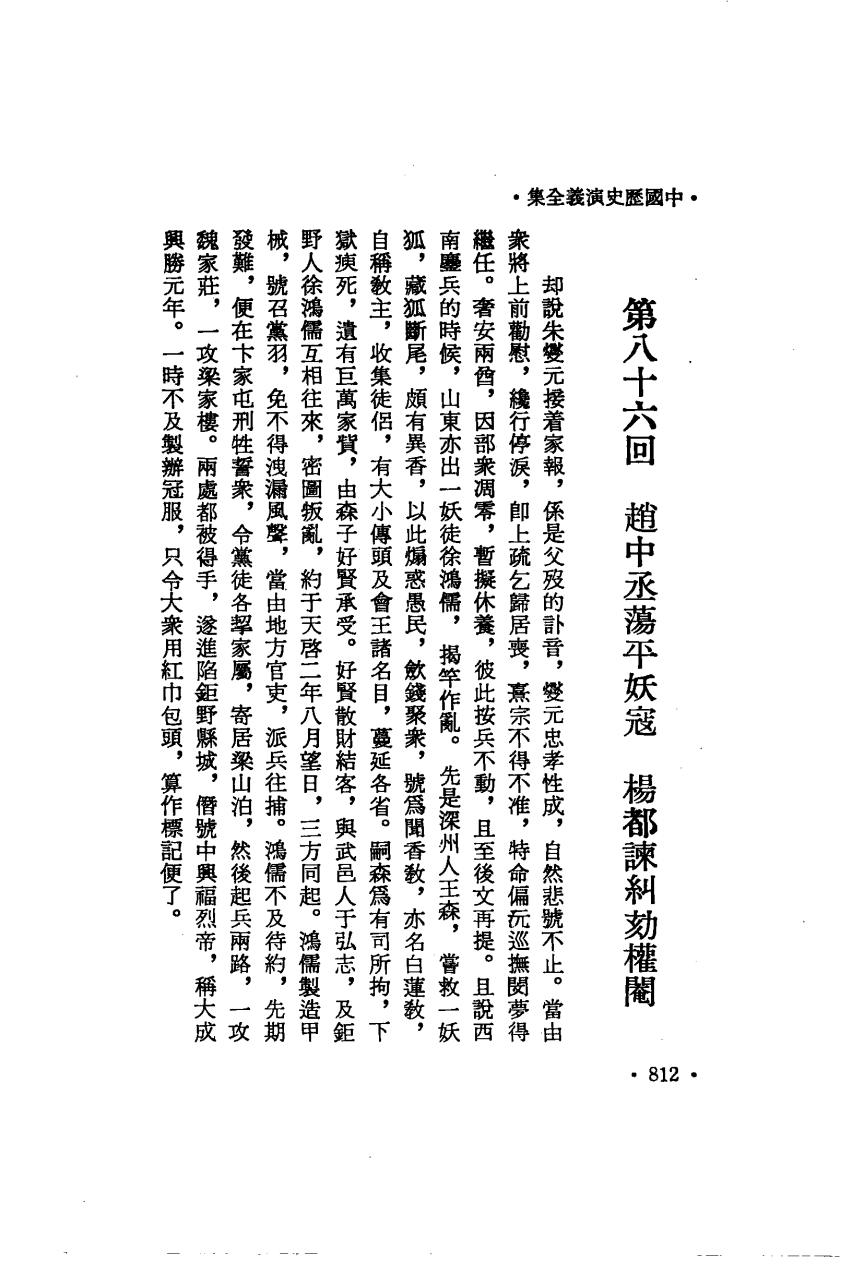 •中國歷史演義全集•
第八十六回　趙中丞蕩平妖寇　楊都諫糾劾權閹
却說朱燮元接着家報，係是父歿的訃音，燮元忠孝性成，自然悲號不止。當由
衆將上前勸慰，纔行停淚，卽上疏乞歸居喪，熹宗不得不准，特命偏沅巡撫閔夢得
繼任。奢安兩酋，因部衆凋零，暫擬休養，彼此按兵不動，且至後文再提。且說西
南鏖兵的時候，山東亦出一妖徒徐鴻儒，揭竿作亂。先是深州人王森，嘗救一妖
狐，藏狐斷尾，頗有異香，以此煽惑愚民，斂錢聚衆，號爲聞香敎，亦名白蓮敎，
自稱敎主，收集徒侶，有大小傳頭及會王諸名目，蔓延各省。嗣森爲有司所拘，下
獄瘐死，遺有巨萬家貲，由森子好賢承受。好賢散財結客，與武邑人于弘志，及鉅
野人徐鴻儒互相往來，密圖叛亂，約于天啓二年八月望日，三方同起。鴻儒製造甲
械，號召黨羽，免不得洩漏風聲，當由地方官吏，派兵往捕。鴻儒不及待約，先期
發難，便在卞家屯刑牲誓衆，令黨徒各挈家屬，寄居梁山泊，然後起兵兩路，一攻
魏家莊，一攻梁家樓。兩處都被得手，遂進陷鉅野縣城，僭號中興福烈帝，稱大成
興勝元年。一時不及製辦冠服，只令大衆用紅巾包頭，算作標記便了。
•812•